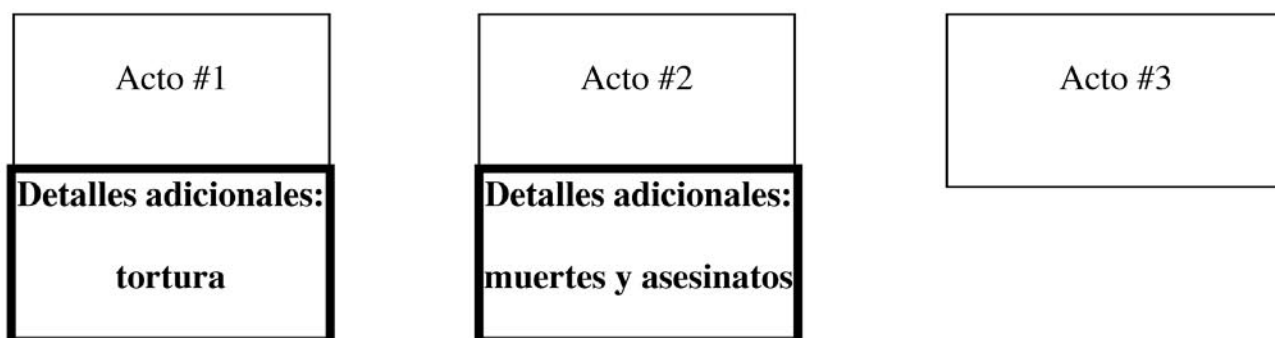 Acto #1
Acto #2
Acto #3
Detalles adicionales:
tortura
Detalles adicionales:
muertes y asesinatos